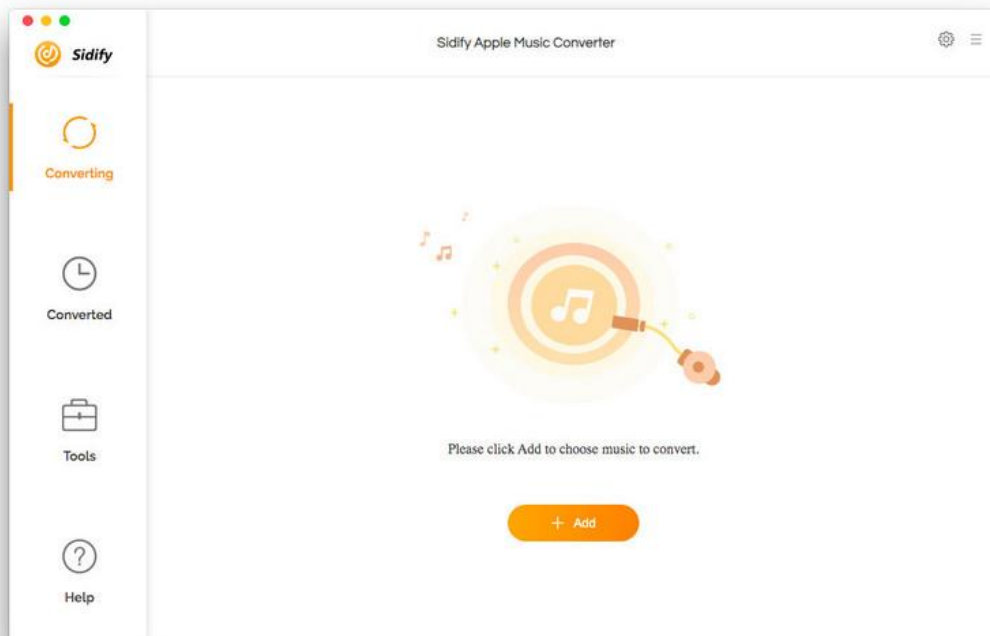 Sidify
Sidify Apple Music Converter
Converting
Converted
Tools
Help
Please click Add to choose music to convert.
+ Add